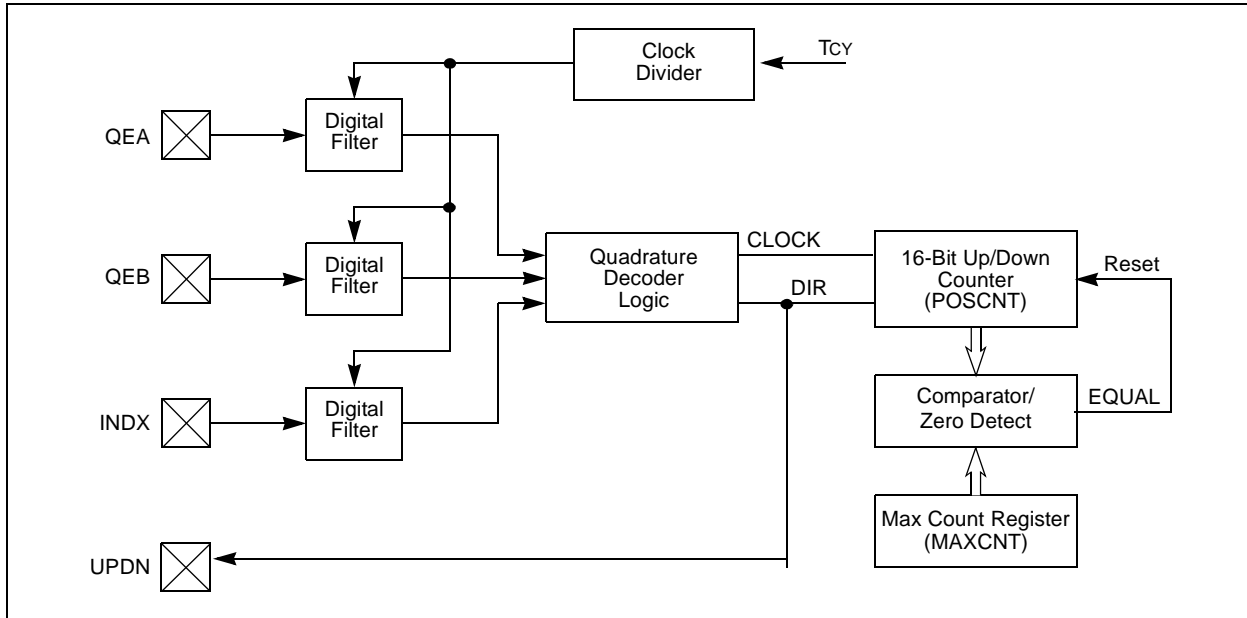 Clock
Divider
TCY
QEA
Digital
Filter
QEB
Digital
Filter
Quadrature
Decoder
Logic
CLOCK
DIR
16-Bit Up/Down
Counter
(POSCNT)
Reset
INDX
Digital
Filter
Comparator/
Zero Detect
EQUAL
Max Count Register
(MAXCNT)
UPDN